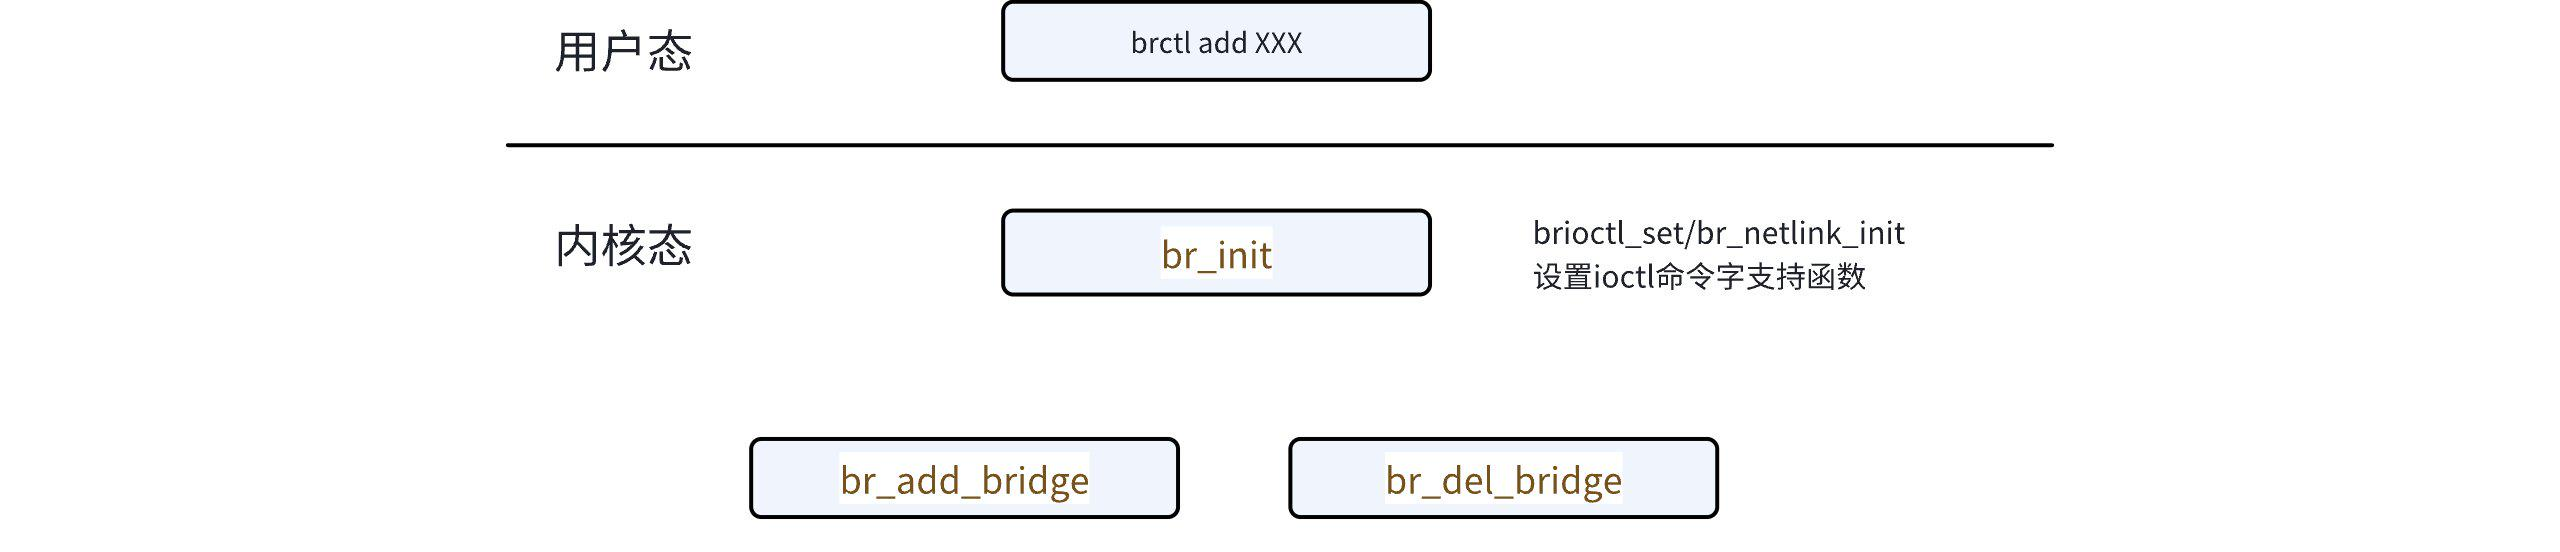 用户态
brctl add XXX
内核态
br_init
brioctl_set/br_netlink_init
设置ioctl命令字支持函数
br_add_bridge
br_del_bridge